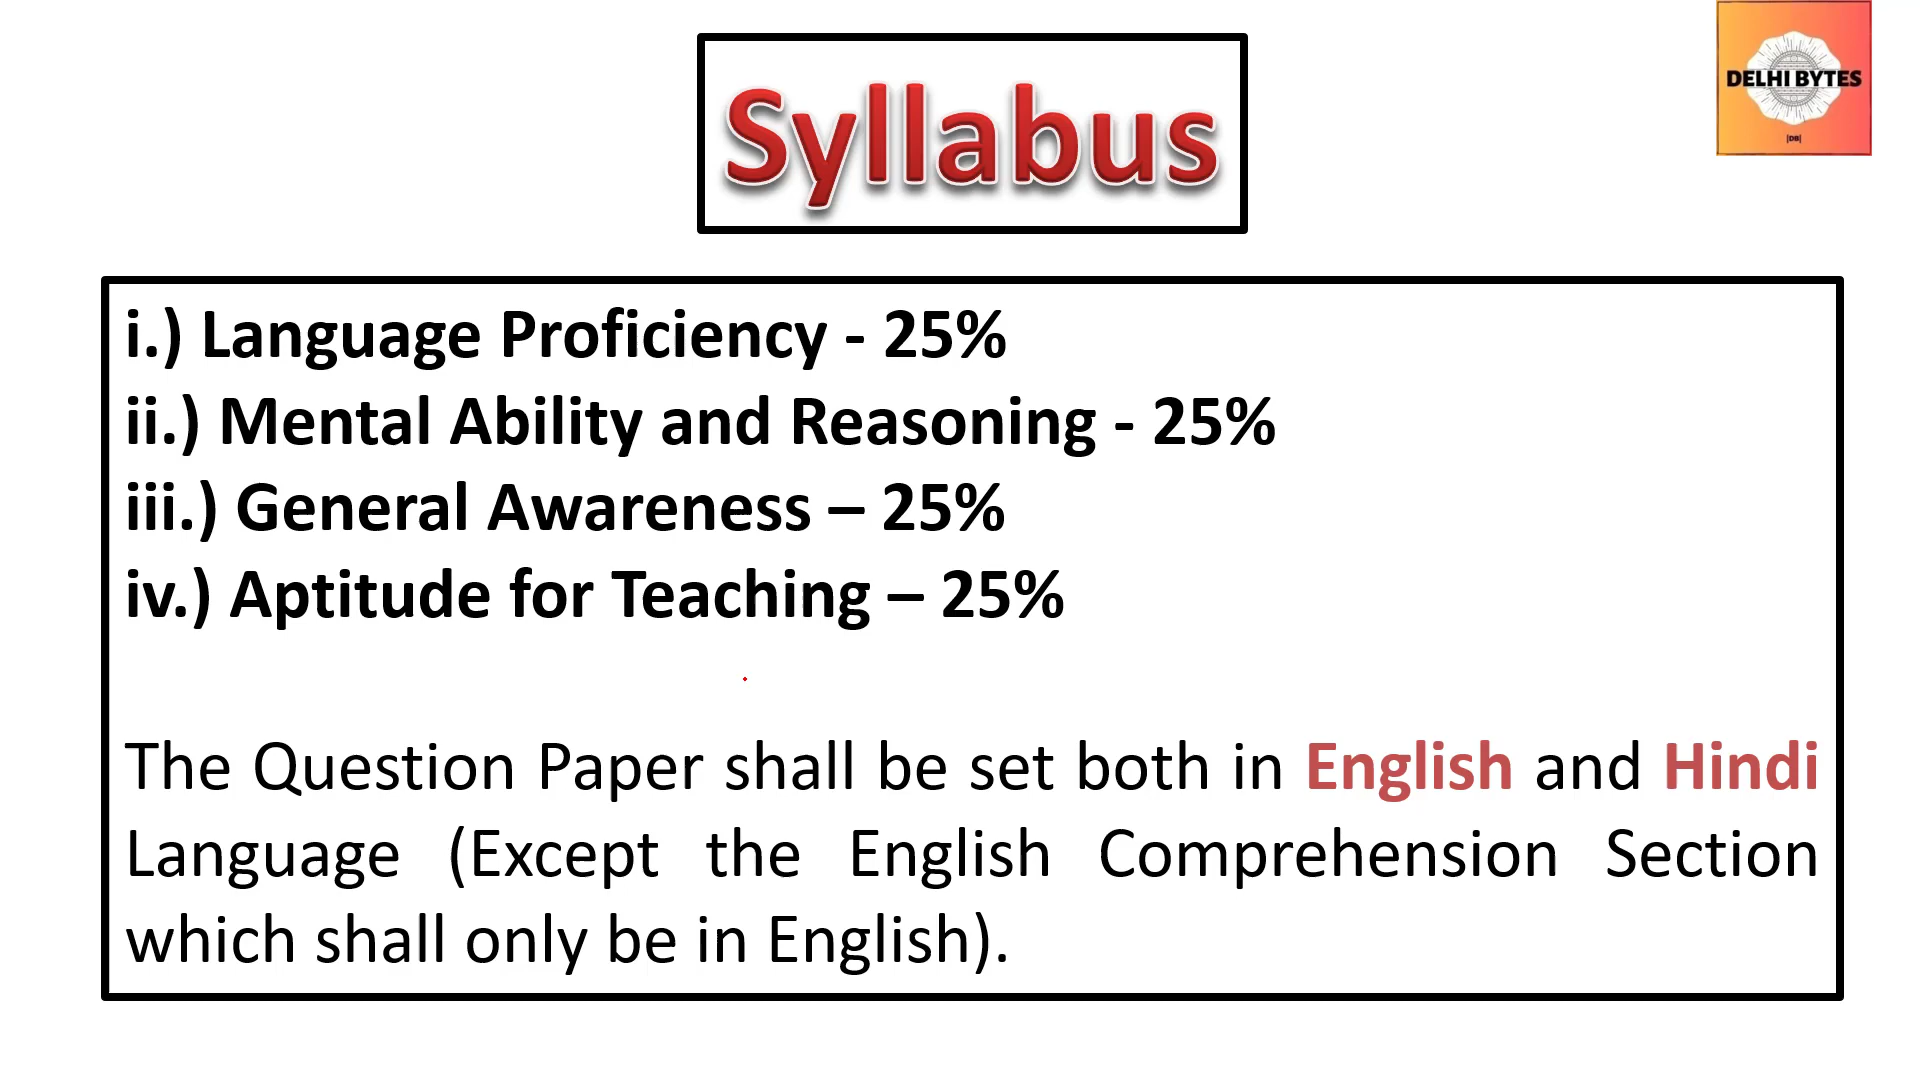 Syllabus
DELHI BYTES
|DB|
i.) Language Proficiency - 25%
ii.) Mental Ability and Reasoning - 25%
iii.) General Awareness – 25%
iv.) Aptitude for Teaching – 25%
The Question Paper shall be set both in English and Hindi
Language (Except the English Comprehension Section
which shall only be in English).